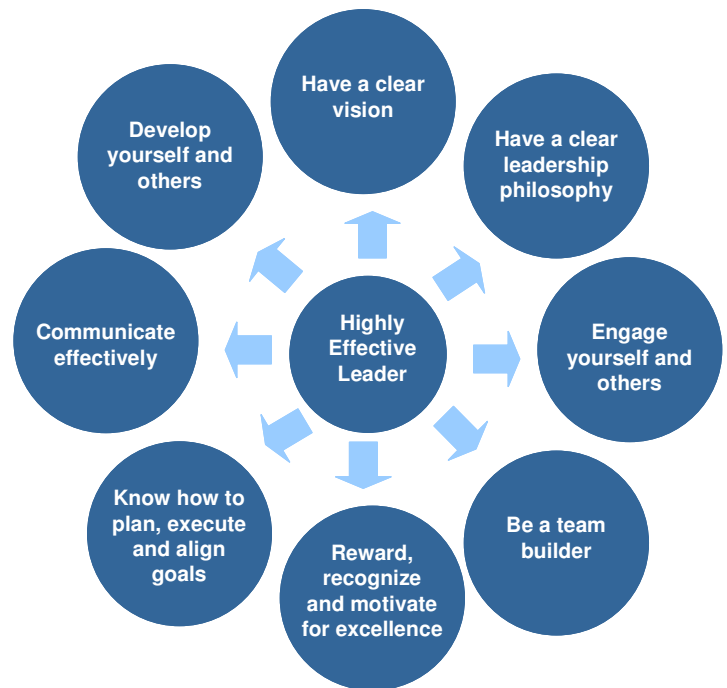 Have a clear
vision
Have a clear
leadership
philosophy
Engage
yourself and
others
Be a team
builder
Reward,
recognize
and motivate
for excellence
Know how to
plan, execute
and align
goals
Communicate
effectively
Develop
yourself and
others
Highly
Effective
Leader